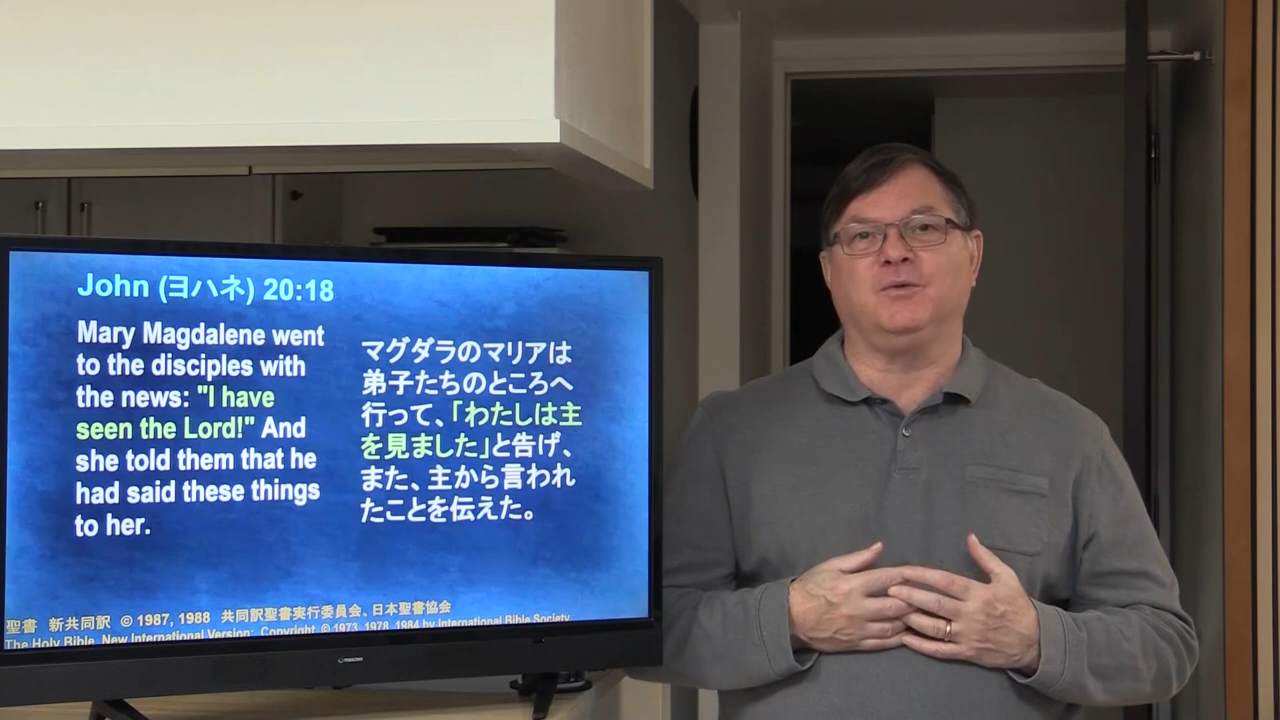 John (ヨハネ) 20:18
Mary Magdalene went
to the disciples with
the news: "I have
seen the Lord!" And
she told them that he
had said these things
to her.
マグダラのマリアは
弟子たちのところへ
行って、「わたしは主
を見ました」と告げ、
また、主から言われ
たことを伝えた。
聖書 新共同訳 © 1987, 1988 共同訳聖書実行委員会、日本聖書協会
The Holy Bible, New International Version; Copyright © 1973, 1978, 1984 by International Bible Society
maxzen